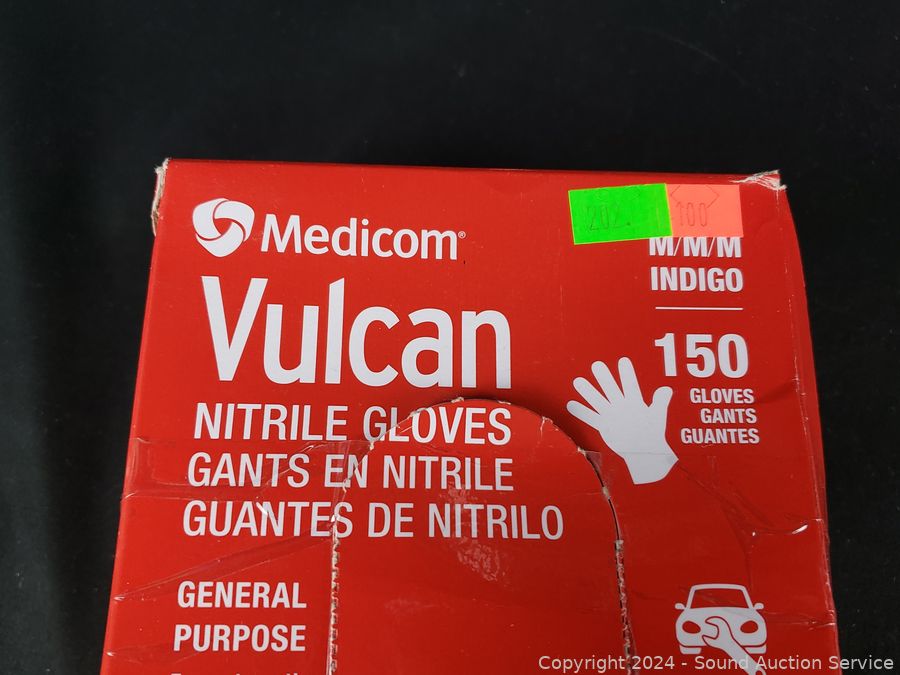 Medicom®
Vulcan
NITRILE GLOVES
GANTS EN NITRILE
GUANTES DE NITRILO
GENERAL
PURPOSE
100
M/M/M
INDIGO
150
GLOVES
GANTS
GUANTES
Copyright 2024 - Sound Auction Service